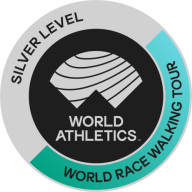 SILVER LEVEL
WORLD
ATHLETICS.
WORLD RACE WALKING TOUR